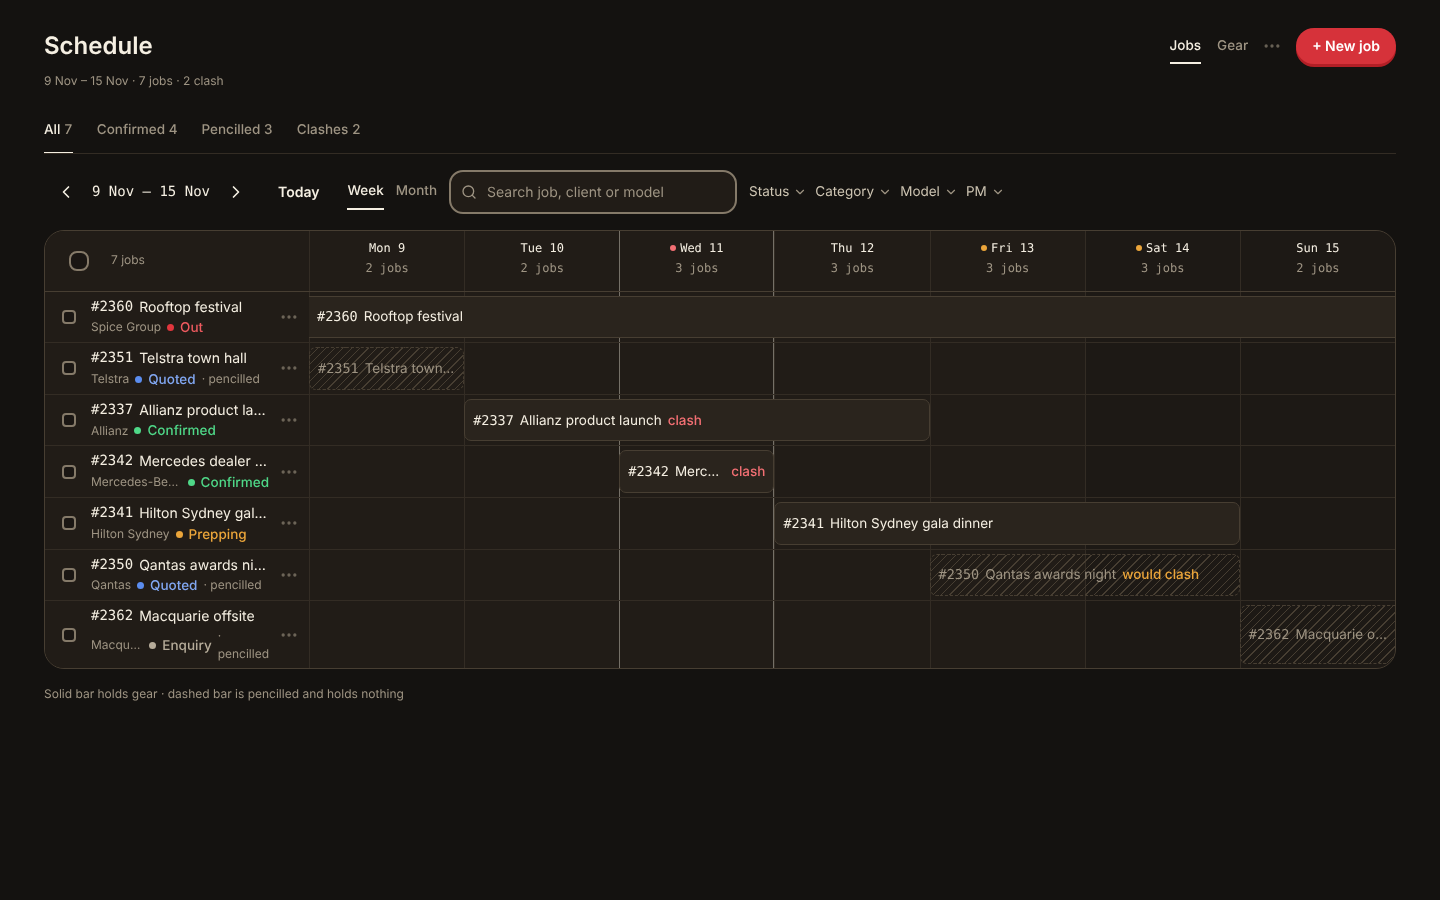 Schedule
Jobs Gear ··· + New job
9 Nov – 15 Nov · 7 jobs · 2 clash
All 7 Confirmed 4 Pencilled 3 Clashes 2
9 Nov – 15 Nov Today Week Month Search job, client or model Status Category Model PM
7 jobs
Mon 9 Tue 10 Wed 11 Thu 12 Fri 13 Sat 14 Sun 15
2 jobs 2 jobs 3 jobs 3 jobs 3 jobs 3 jobs 2 jobs
#2360 Rooftop festival
Spice Group Out
#2360 Rooftop festival
#2351 Telstra town hall
Telstra Quoted · pencilled
#2351 Telstra town...
#2337 Allianz product la...
Allianz Confirmed
#2337 Allianz product launch clash
#2342 Mercedes dealer ...
Mercedes-Be... Confirmed
#2342 Merc... clash
#2341 Hilton Sydney gal...
Hilton Sydney Prepping
#2341 Hilton Sydney gala dinner
#2350 Qantas awards ni...
Qantas Quoted · pencilled
#2350 Qantas awards night would clash
#2362 Macquarie offsite
Macqu... Enquiry · pencilled
#2362 Macquarie o...
Solid bar holds gear · dashed bar is pencilled and holds nothing